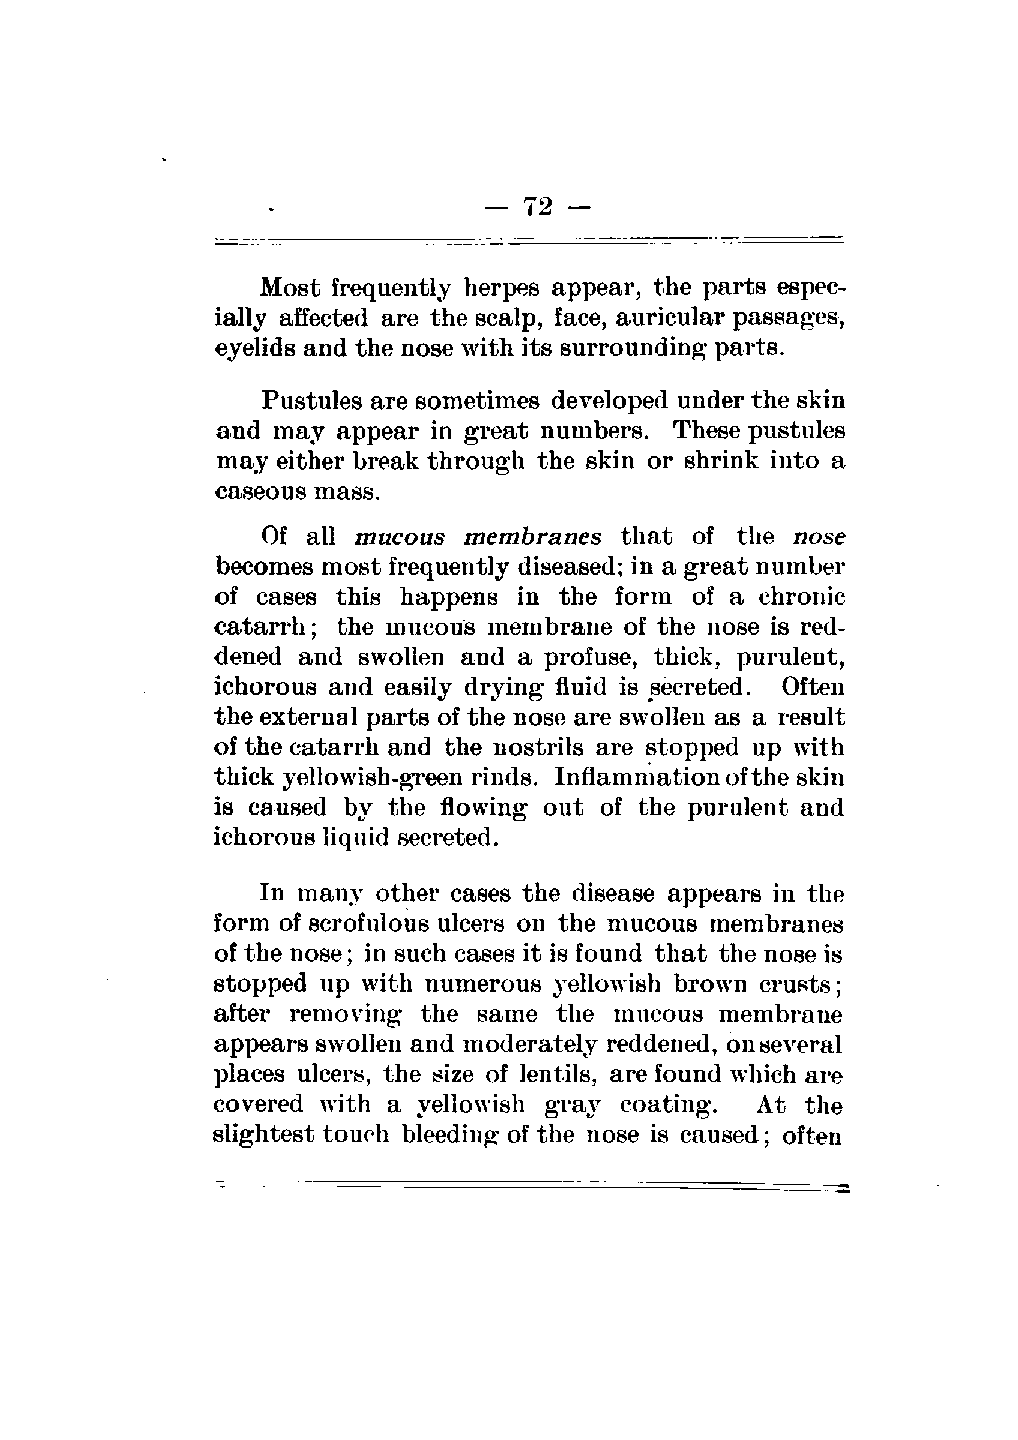 — 72 —
Most frequently herpes appear, the parts espec-
ially affected are the scalp, face, auricular passages,
eyelids and the nose with its surrounding parts.
Pustules are sometimes developed under the skin
and may appear in great numbers. These pustules
may either break through the skin or shrink into a
caseous mass.
Of all mucous membranes that of the nose
becomes most frequently diseased; in a great number
of cases this happens in the form of a chronic
catarrh; the mucous membrane of the nose is red-
dened and swollen and a profuse, thick, purulent,
ichorous and easily drying fluid is secreted. Often
the external parts of the nose are swollen as a result
of the catarrh and the nostrils are stopped up with
thick yellowish-green rinds. Inflammation of the skin
is caused by the flowing out of the purulent and
ichorous liquid secreted.
In many other cases the disease appears in the
form of scrofulous ulcers on the mucous membranes
of the nose; in such cases it is found that the nose is
stopped up with numerous yellowish brown crusts;
after removing the same the mucous membrane
appears swollen and moderately reddened, on several
places ulcers, the size of lentils, are found which are
covered with a yellowish gray coating. At the
slightest touch bleeding of the nose is caused; often